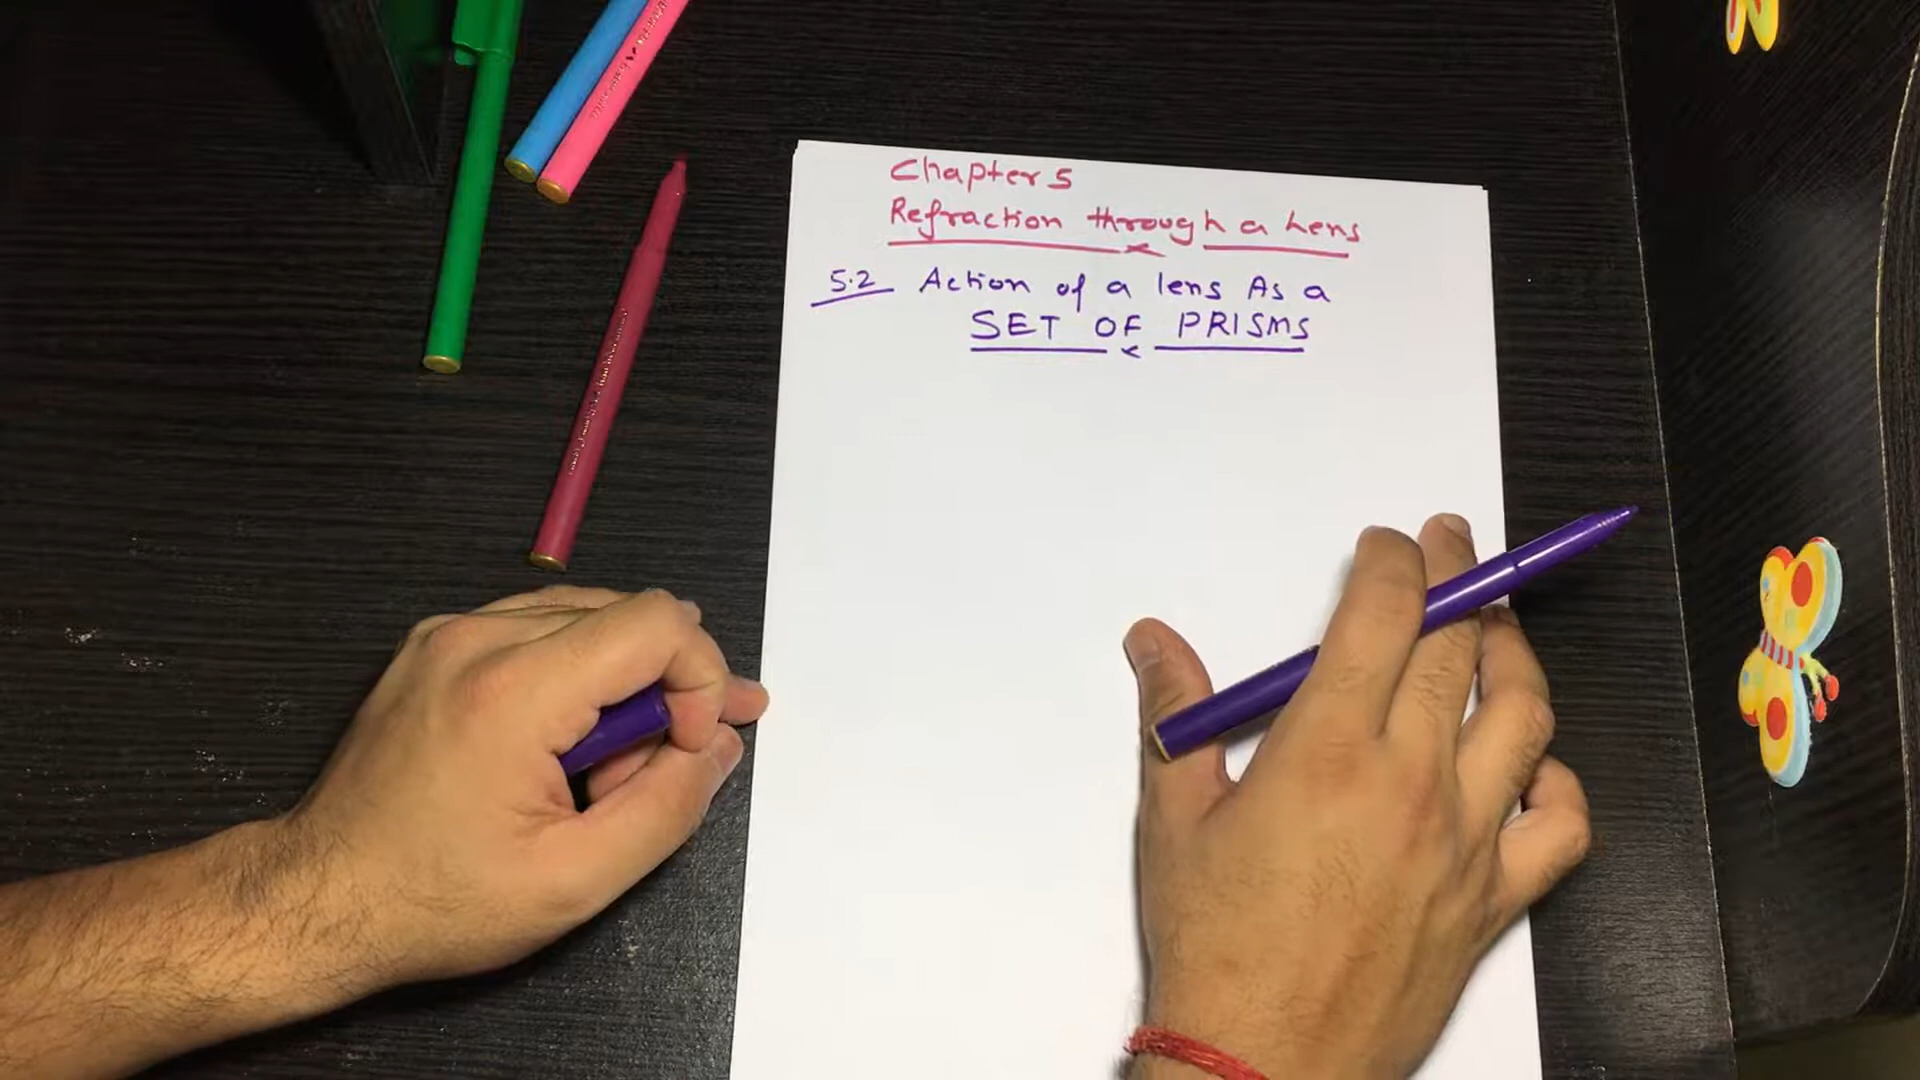 Chapter 5
Refraction through a Lens
5.2 Action of a lens As a
SET OF PRISMS